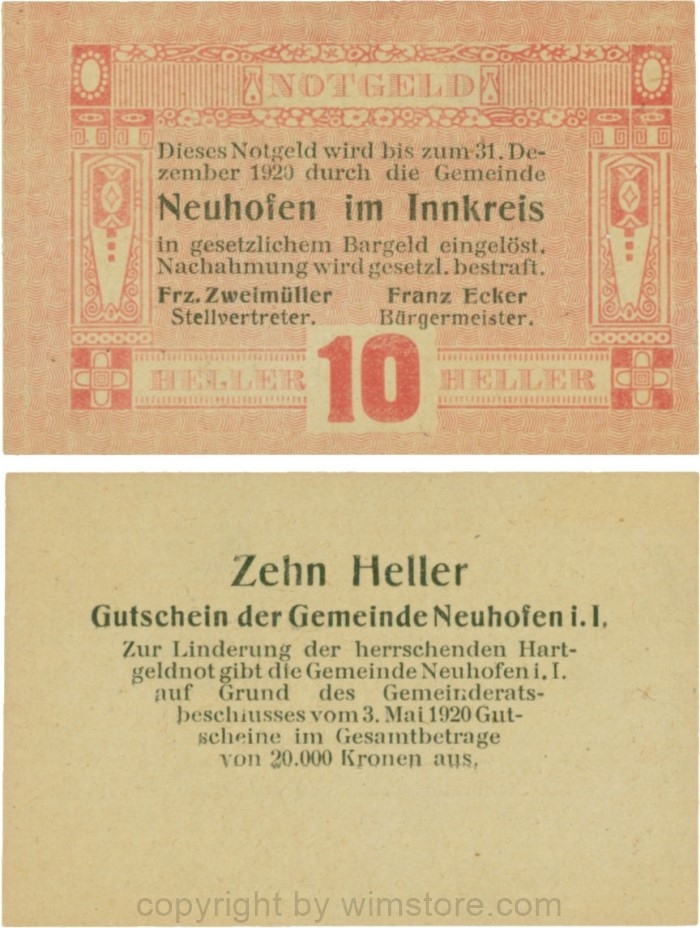 NOTGELD
Dieses Notgeld wird bis zum 31. De-
zember 1920 durch die Gemeinde
Neuhofen im Innkreis
in gesetzlichem Bargeld eingelöst.
Nachahmung wird gesetzl. bestraft.
Frz. Zweimüller Franz Ecker
Stellvertreter. Bürgermeister.
HELLER 10 HELLER
Zehn Heller
Gutschein der Gemeinde Neuhofen i. I.
Zur Linderung der herrschenden Hart-
geldnot gibt die Gemeinde Neuhofen i. I.
auf Grund des Gemeinderats-
beschlusses vom 3. Mai 1920 Gut-
scheine im Gesamtbetrage
von 20.000 Kronen aus.
copyright by wimstore.com